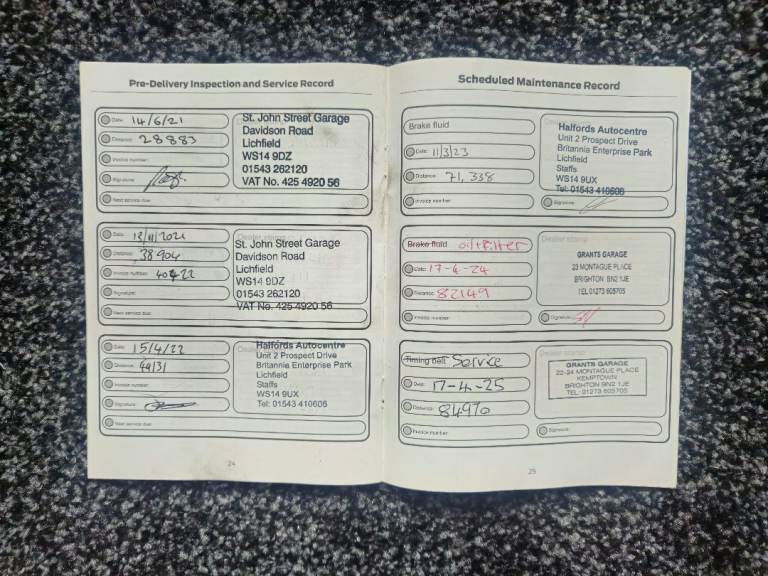 Pre-Delivery Inspection and Service Record
Date: 14/6/21
Distance: 28883
Invoice number:
Signature:
Next service due:
St. John Street Garage
Davidson Road
Lichfield
WS14 9DZ
01543 262120
VAT No. 425 4920 56
Date: 12/11/2021
Distance: 38904
Invoice number: 40422
Signature:
Next service due:
St. John Street Garage
Davidson Road
Lichfield
WS14 9DZ
01543 262120
VAT No. 425 4920 56
Date: 15/4/22
Distance:
Invoice number:
Signature:
Next service due:
Halfords Autocentre
Unit 2 Prospect Drive
Britannia Enterprise Park
Lichfield
Staffs
WS14 9UX
Tel: 01543 410606
24
Scheduled Maintenance Record
Brake fluid
Date: 11/3/23
Distance: 71,338
Invoice number
Halfords Autocentre
Unit 2 Prospect Drive
Britannia Enterprise Park
Lichfield
Staffs
WS14 9UX
Tel: 01543 410606
Signature:
Brake fluid oil+Filter
Date: 17-4-24
Distance: 82149
Invoice number
Dealer stamp
GRANTS GARAGE
23 MONTAGUE PLACE
BRIGHTON BN2 1JE
TEL 01273 605705
Signature:
Timing belt Service
Date: 17-4-25
Distance: 84970
Invoice number
Dealer stamp
GRANTS GARAGE
22-24 MONTAGUE PLACE
KEMPTOWN
BRIGHTON BN2 1JE
TEL: 01273 605705
Signature:
25